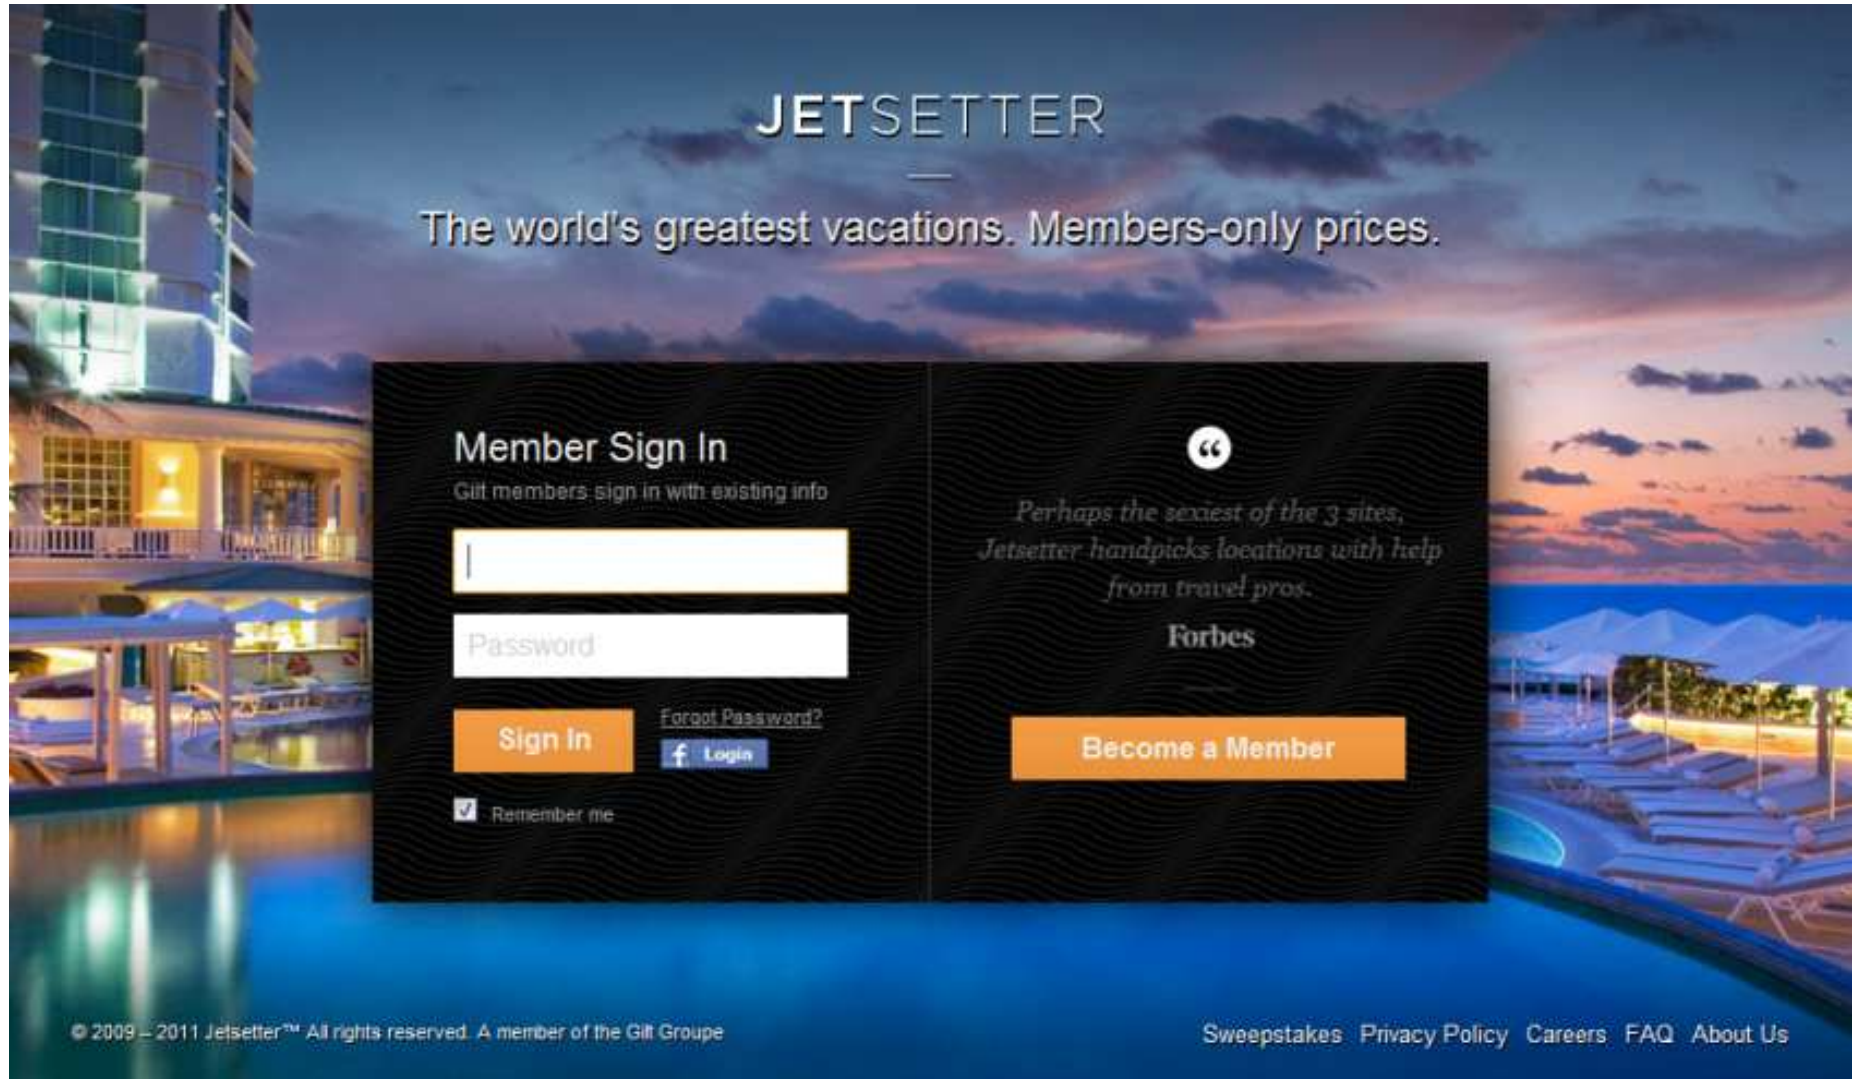 JETSETTER
The world's greatest vacations. Members-only prices.
Member Sign In
Gilt members sign in with existing info
Password
Sign In
Forgot Password?
f Login
Remember me
“
Perhaps the sexiest of the 3 sites,
Jetsetter handpicks locations with help
from travel pros.
Forbes
Become a Member
© 2009 – 2011 Jetsetter™ All rights reserved. A member of the Gilt Groupe
Sweepstakes Privacy Policy Careers FAQ About Us